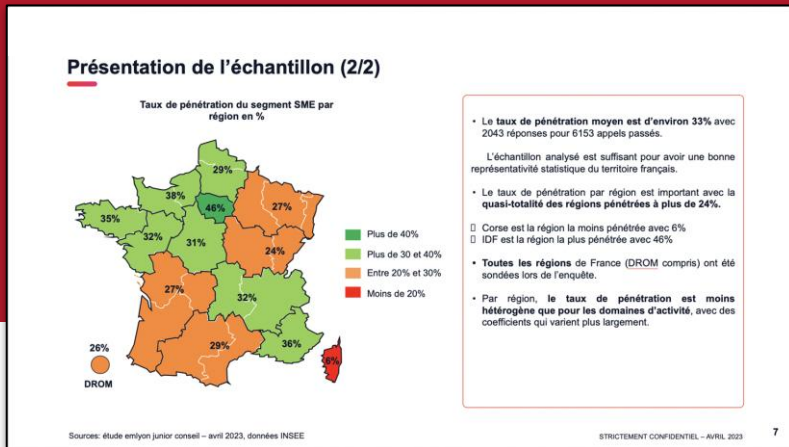 Présentation de l'échantillon (2/2)
Taux de pénétration du segment SME par
région en %
29%
38%
46%
27%
35%
32%
31%
24%
27%
32%
29%
36%
6%
26%
DROM
Plus de 40%
Plus de 30 et 40%
Entre 20% et 30%
Moins de 20%
• Le taux de pénétration moyen est d'environ 33% avec
2043 réponses pour 6153 appels passés.
L'échantillon analysé est suffisant pour avoir une bonne
représentativité statistique du territoire français.
• Le taux de pénétration par région est important avec la
quasi-totalité des régions pénétrées à plus de 24%.
▯ Corse est la région la moins pénétrée avec 6%
▯ IDF est la région la plus pénétrée avec 46%
• Toutes les régions de France (DROM compris) ont été
sondées lors de l'enquête.
• Par région, le taux de pénétration est moins
hétérogène que pour les domaines d'activité, avec des
coefficients qui varient plus largement.
Sources: étude emlyon junior conseil – avril 2023, données INSEE
STRICTEMENT CONFIDENTIEL – AVRIL 2023
7